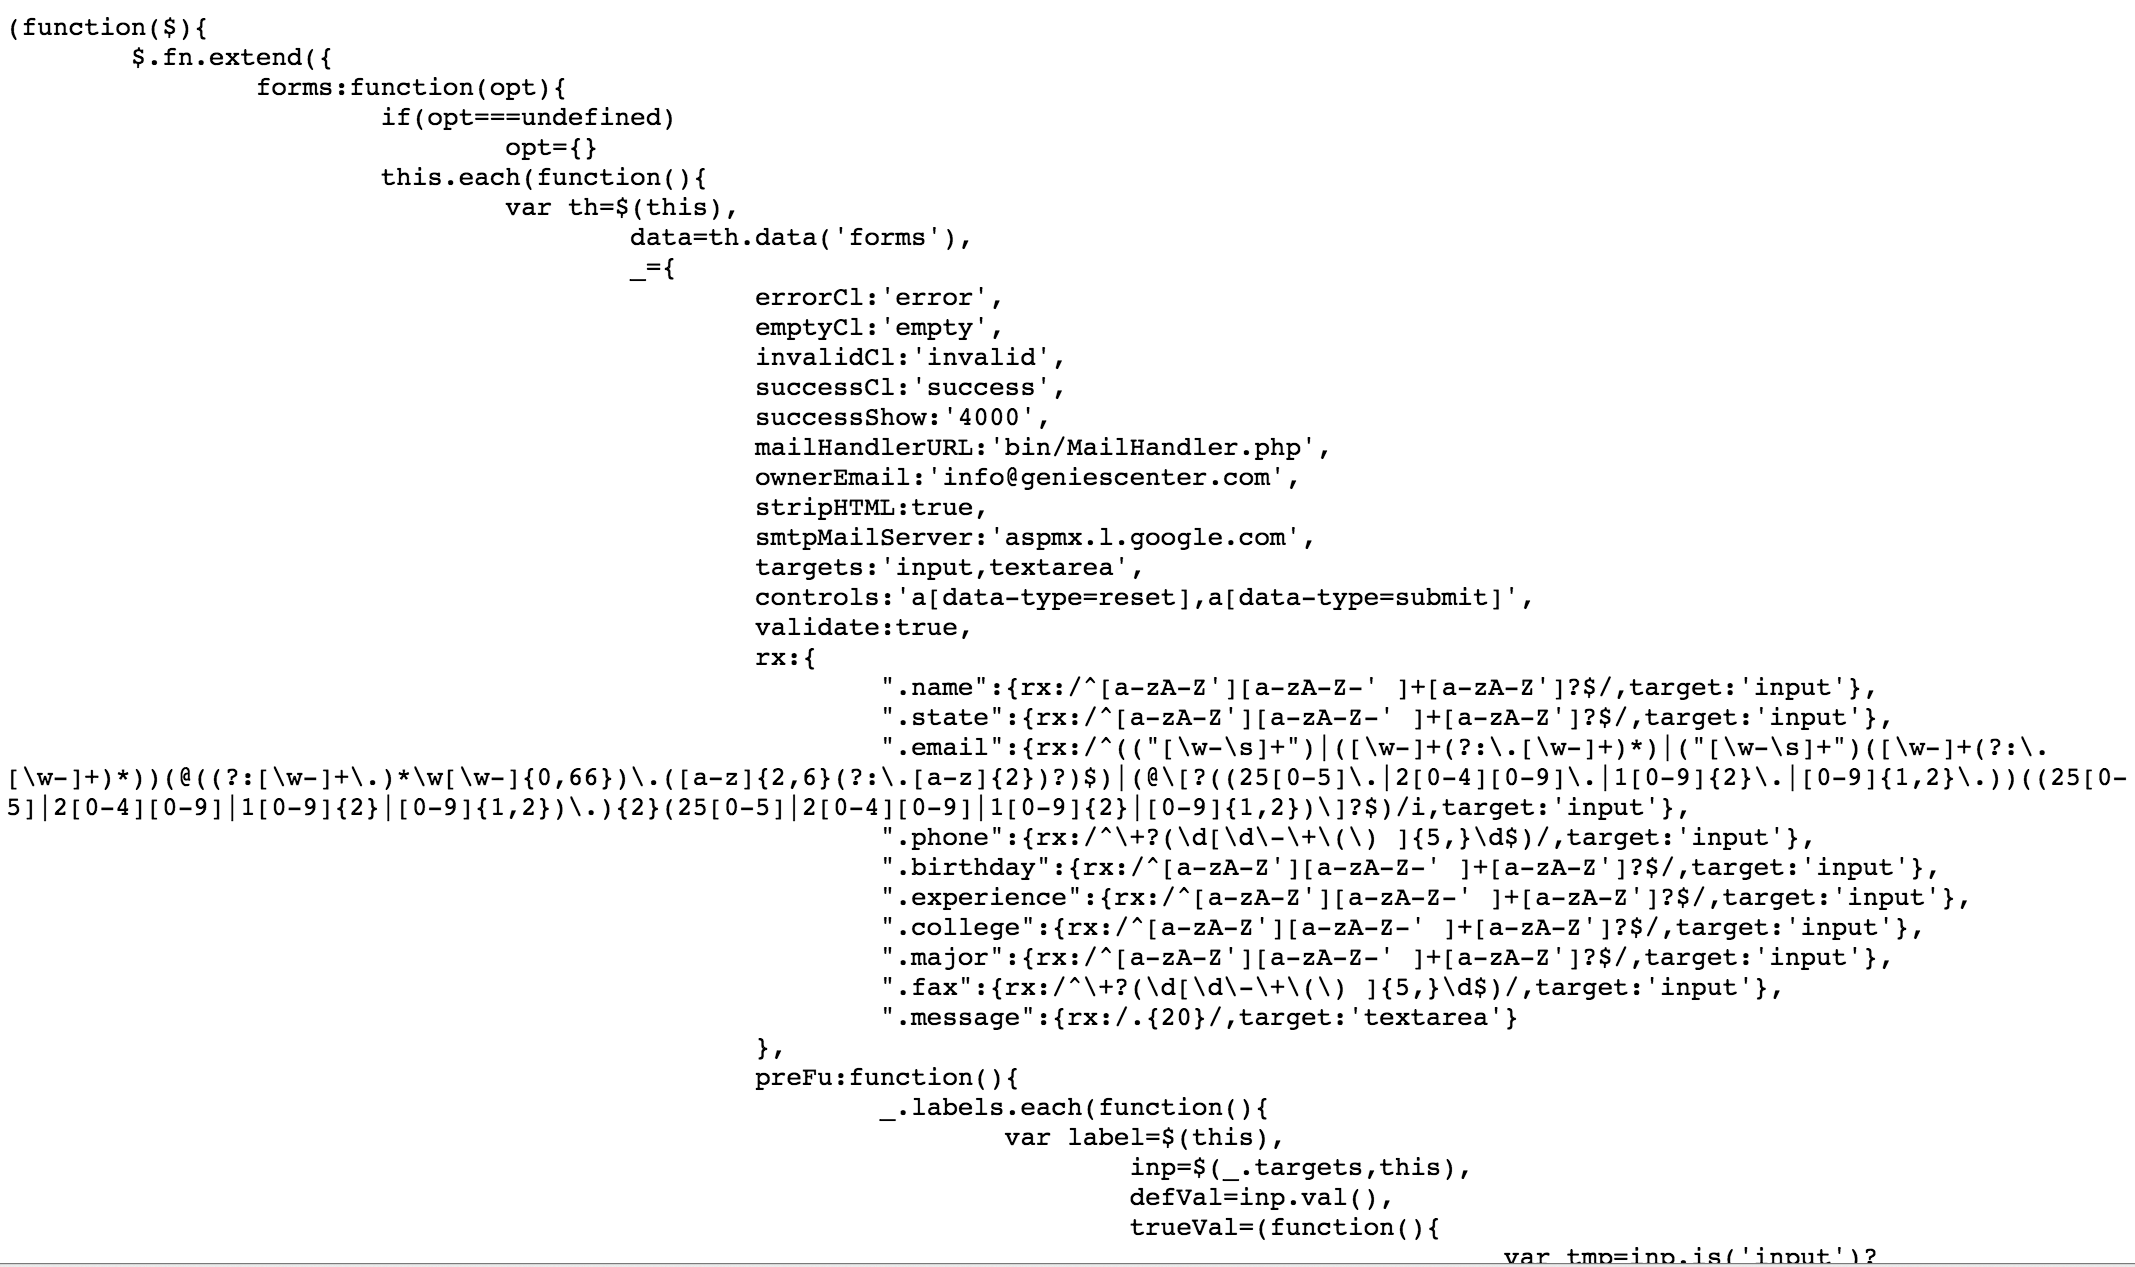 (function($){
$.fn.extend({
forms:function(opt){
if(opt===undefined)
opt={}
this.each(function(){
var th=$(this),
data=th.data('forms'),
_={
errorCl:'error',
emptyCl:'empty',
invalidCl:'invalid',
successCl:'success',
successShow:'4000',
mailHandlerURL:'bin/MailHandler.php',
ownerEmail:'info@geniescenter.com',
stripHTML:true,
smtpMailServer:'aspmx.l.google.com',
targets:'input,textarea',
controls:'a[data-type=reset],a[data-type=submit]',
validate:true,
rx:{
".name":{rx:/^[a-zA-Z'][a-zA-Z-' ]+[a-zA-Z']?$/,target:'input'},
".state":{rx:/^[a-zA-Z'][a-zA-Z-' ]+[a-zA-Z']?$/,target:'input'},
".email":{rx:/^(("[\w-\s]+")|([\w-]+(?:\.[\w-]+)*)|("[\w-\s]+")([\w-]+(?:\.
[\w-]+)*))(@((?:[\w-]+\.)*\w[\w-]{0,66})\.([a-z]{2,6}(?:\.[a-z]{2})?)$)|(@\[?((25[0-5]\.|2[0-4][0-9]\.|1[0-9]{2}\.|[0-9]{1,2}\.))((25[0-
5]|2[0-4][0-9]|1[0-9]{2}|[0-9]{1,2})\.){2}(25[0-5]|2[0-4][0-9]|1[0-9]{2}|[0-9]{1,2})\]?$)/i,target:'input'},
".phone":{rx:/^\+?(\d[\d\-\+\(\) ]{5,}\d$)/,target:'input'},
".birthday":{rx:/^[a-zA-Z'][a-zA-Z-' ]+[a-zA-Z']?$/,target:'input'},
".experience":{rx:/^[a-zA-Z'][a-zA-Z-' ]+[a-zA-Z']?$/,target:'input'},
".college":{rx:/^[a-zA-Z'][a-zA-Z-' ]+[a-zA-Z']?$/,target:'input'},
".major":{rx:/^[a-zA-Z'][a-zA-Z-' ]+[a-zA-Z']?$/,target:'input'},
".fax":{rx:/^\+?(\d[\d\-\+\(\) ]{5,}\d$)/,target:'input'},
".message":{rx:/.{20}/,target:'textarea'}
},
preFu:function(){
_.labels.each(function(){
var label=$(this),
inp=$(_.targets,this),
defVal=inp.val(),
trueVal=(function(){
var tmp=inp.is('input')?